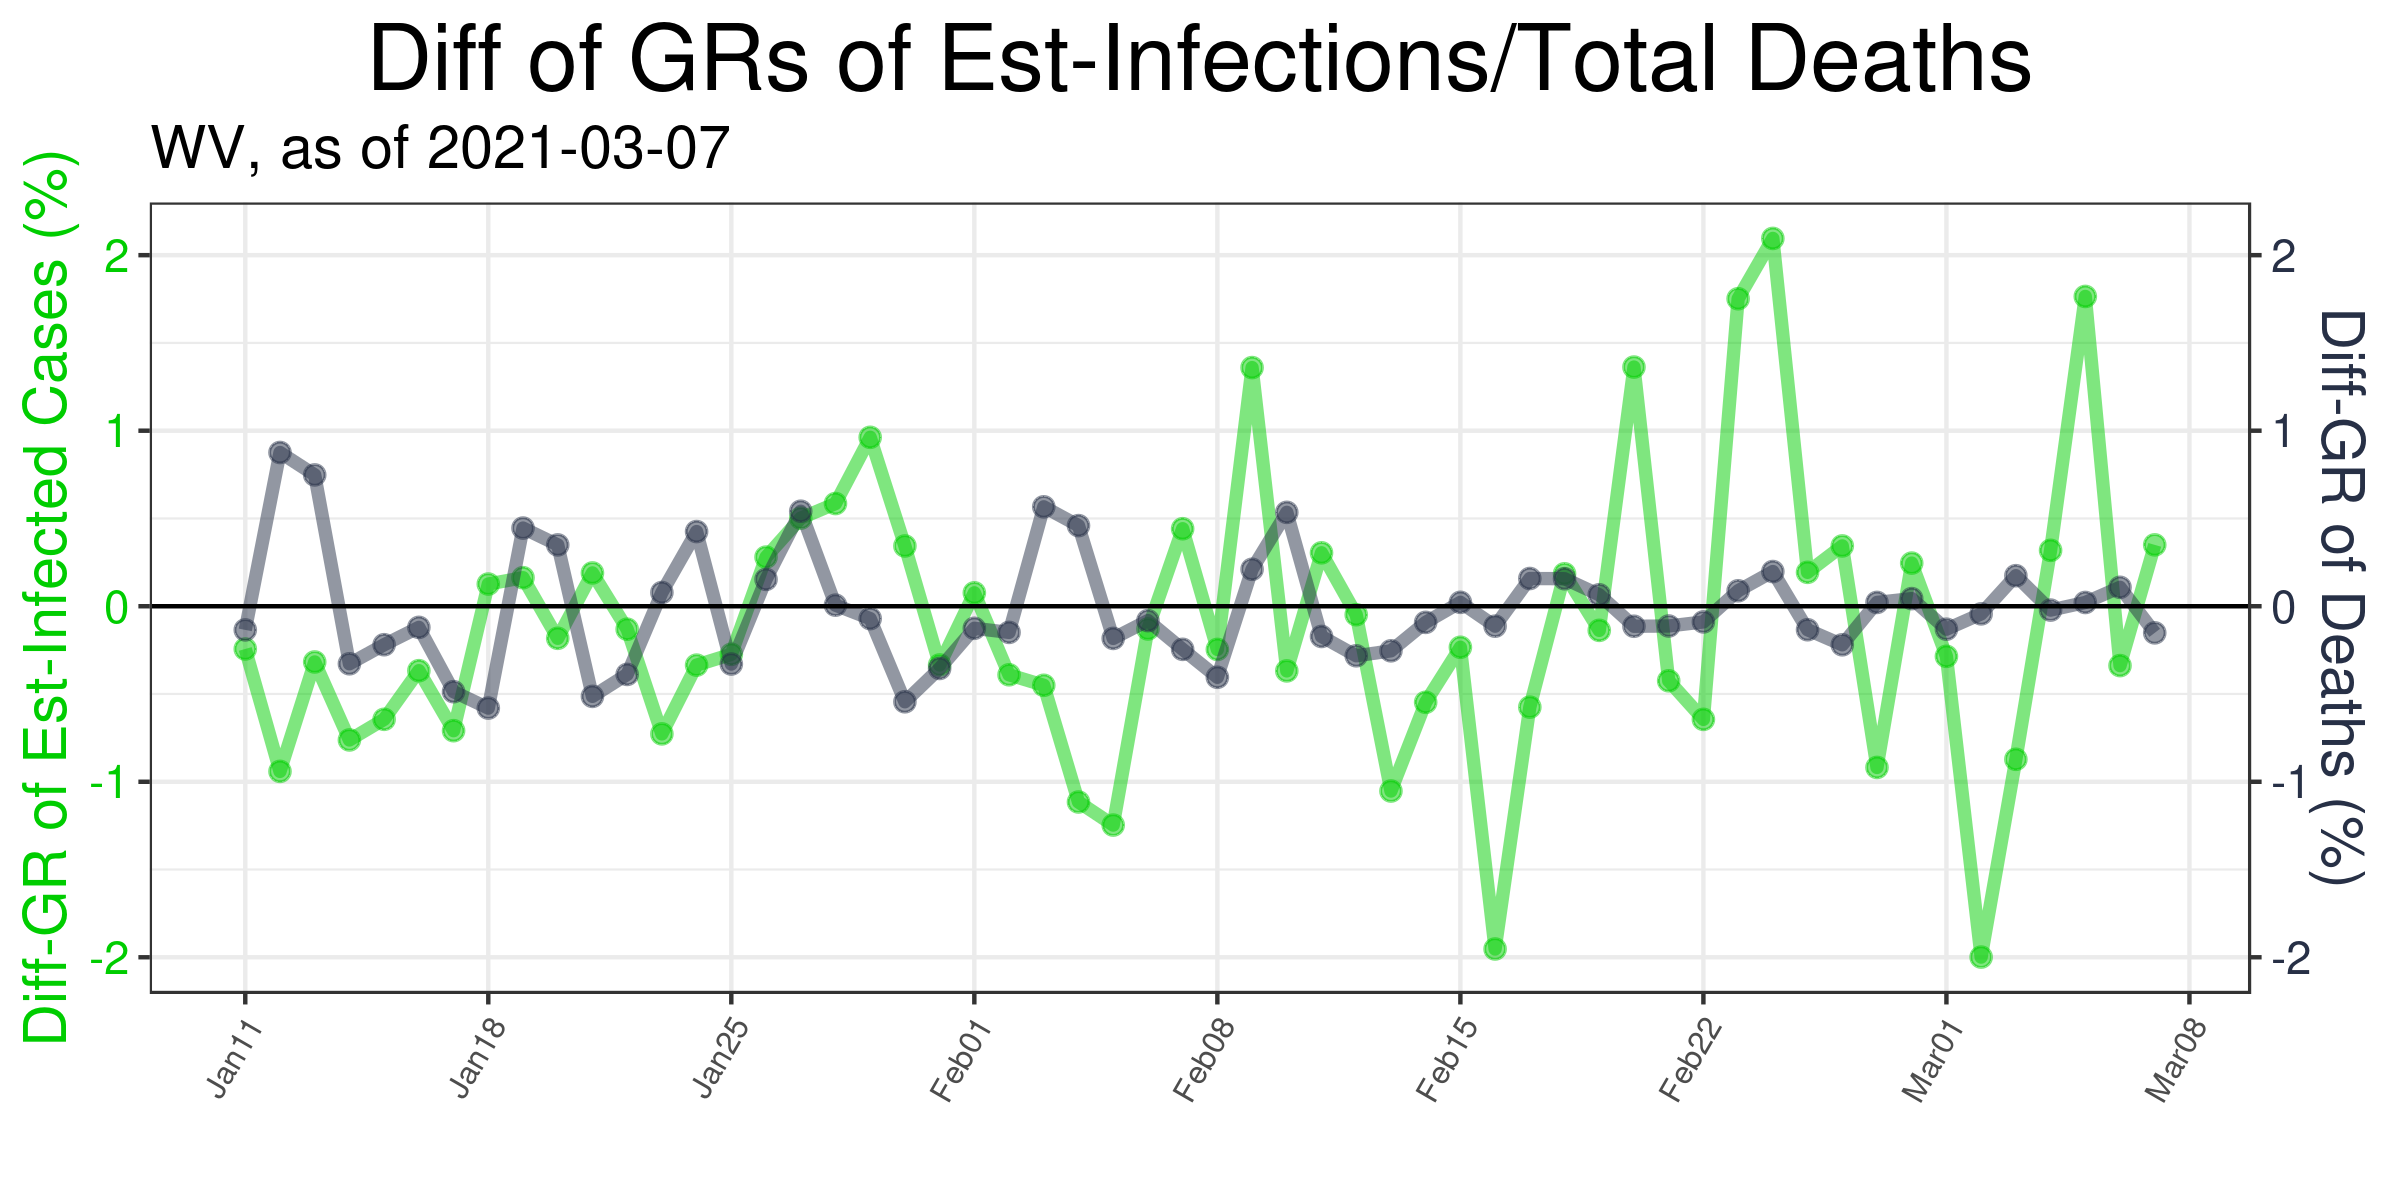 Diff of GRs of Est-Infections/Total Deaths
WV, as of 2021-03-07
Diff-GR of Est-Infected Cases (%)
2
1
0
-1
-2
2
1
0
-1
-2
Diff-GR of Deaths (%)
Jan11
Jan18
Jan25
Feb01
Feb08
Feb15
Feb22
Mar01
Mar08